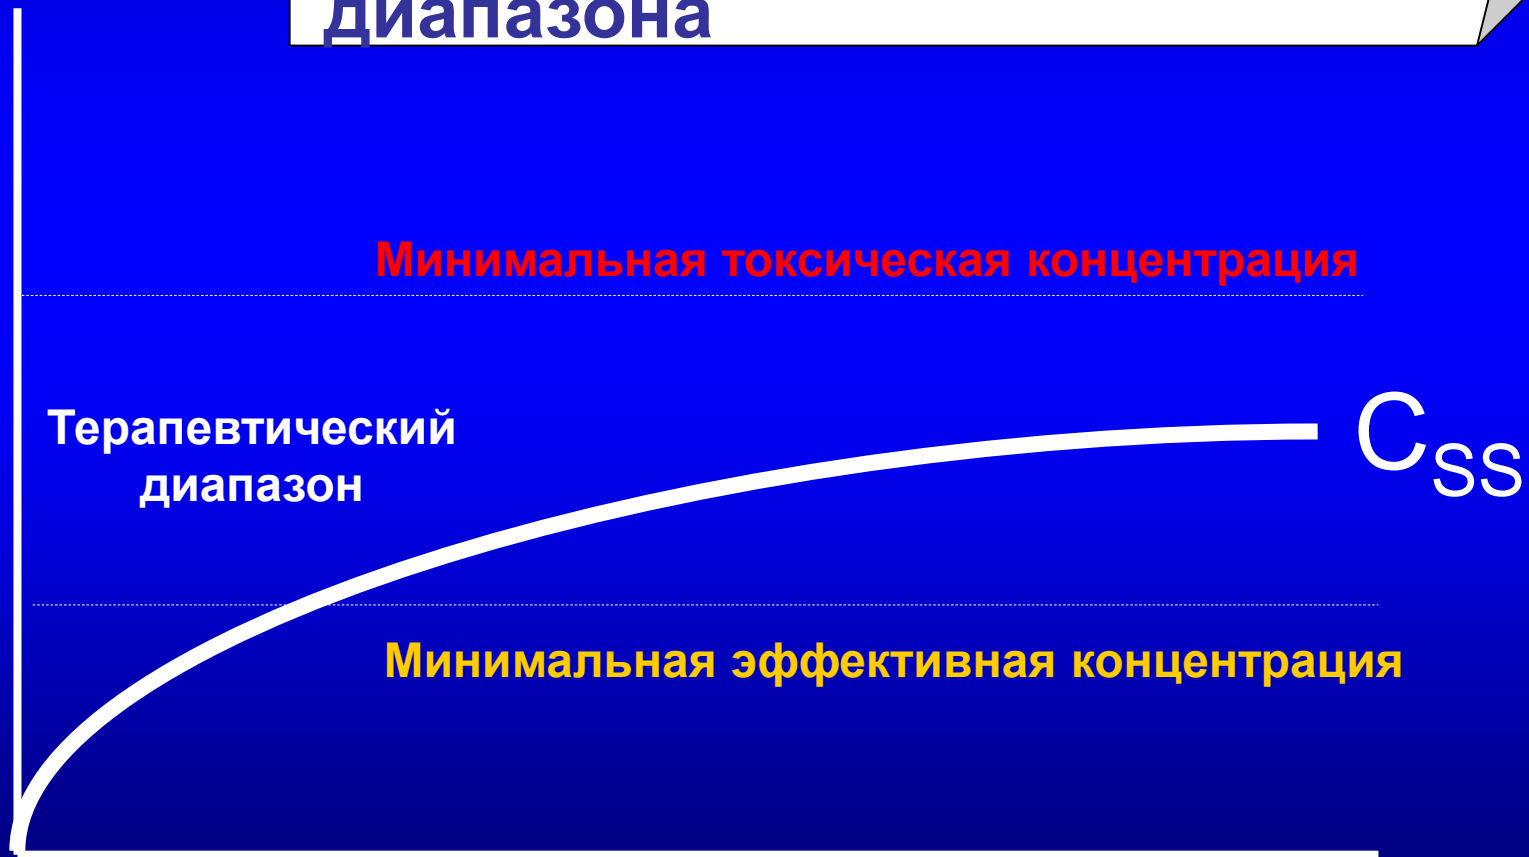 диапазона
Минимальная токсическая концентрация
Терапевтический
диапазон
Css
Минимальная эффективная концентрация